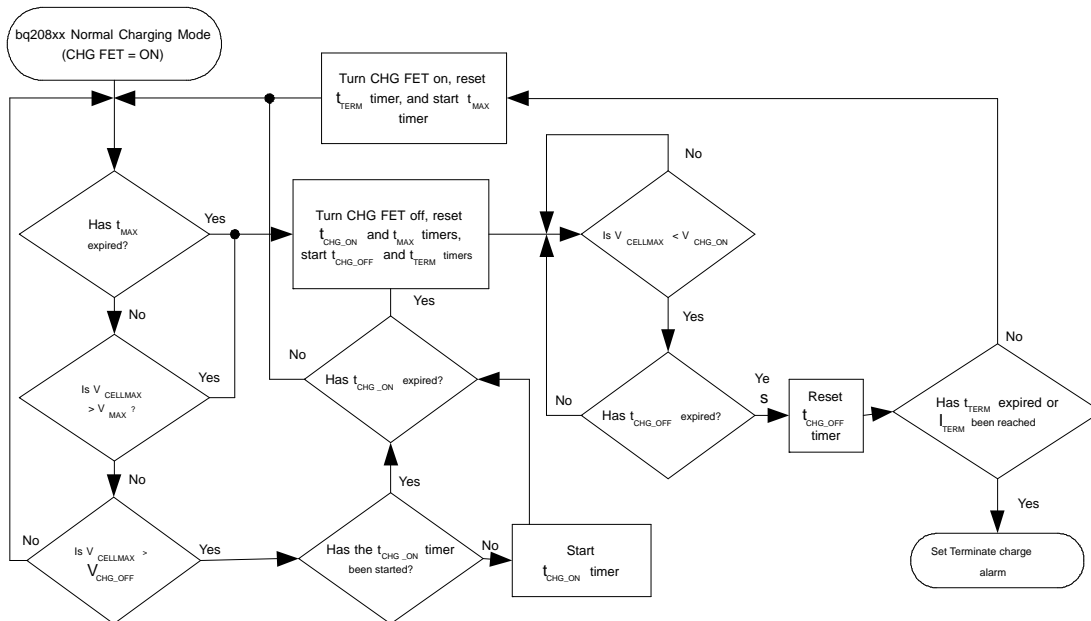 bq208xx Normal Charging Mode
(CHG FET = ON)
Turn CHG FET on, reset
tTERM timer, and start tMAX
timer
No
Has tMAX
expired?
Yes
Turn CHG FET off, reset
tCHG_ON and tMAX timers,
start tCHG_OFF and tTERM timers
Is VCELLMAX < VCHG_ON
No
Yes
Yes
No
Is VCELLMAX
> VMAX ?
Yes
No
Has tCHG_ON expired?
No
Has tCHG_OFF expired?
Ye
s
Reset
tCHG_OFF
timer
Has tTERM expired or
ITERM been reached
No
Yes
Yes
No
Is VCELLMAX >
VCHG_OFF
Yes
Has the tCHG_ON timer
been started?
No
Start
tCHG_ON timer
Set Terminate charge
alarm